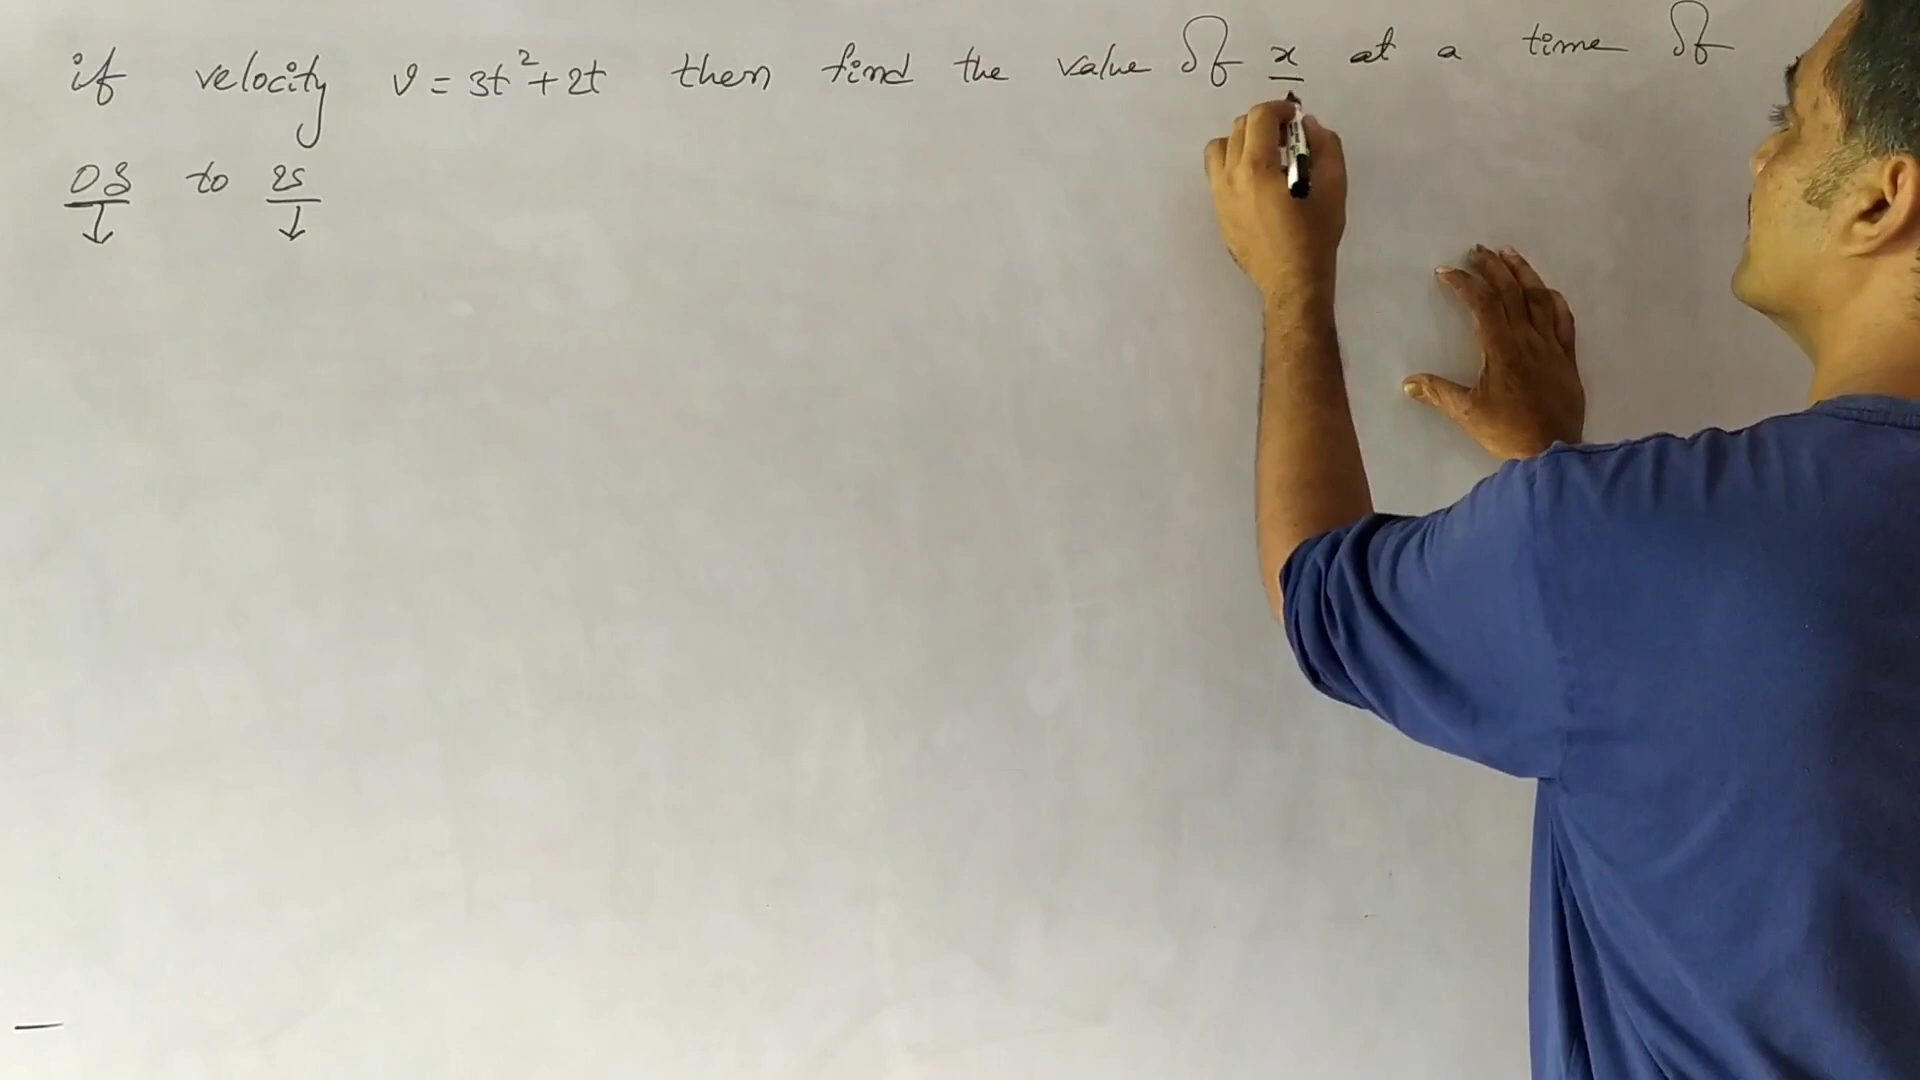 if velocity v = 3t² + 2t then find the value of x at a time of
0s to 2s